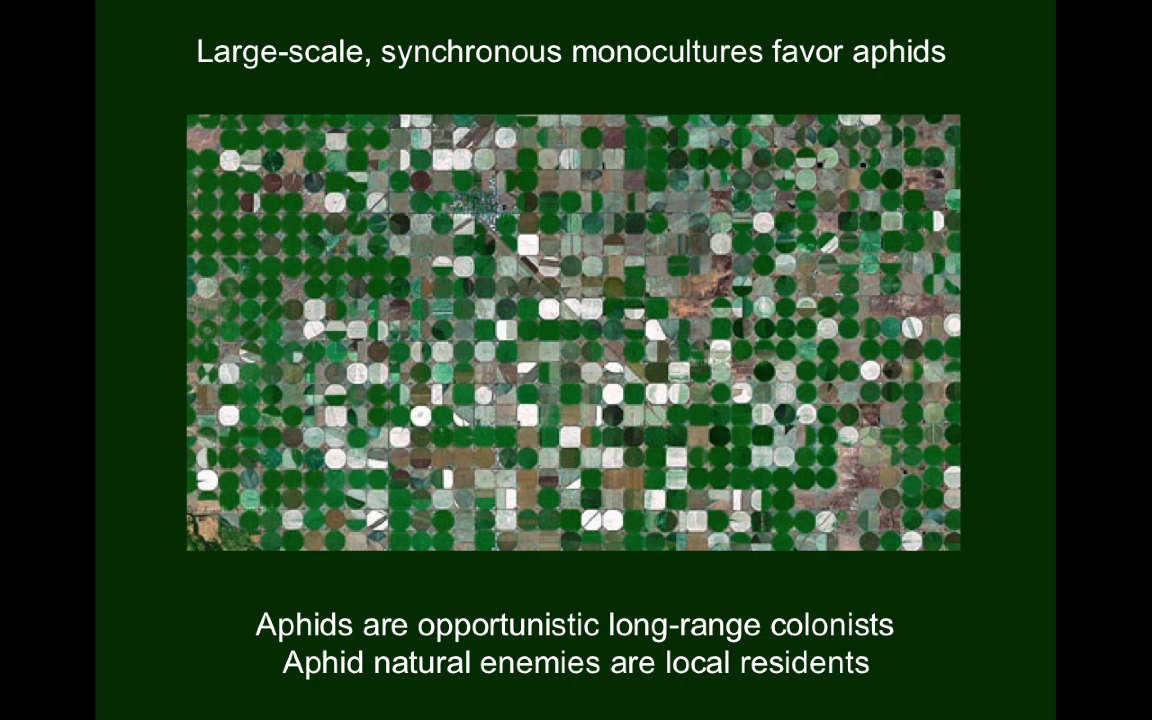 Large-scale, synchronous monocultures favor aphids
Aphids are opportunistic long-range colonists
Aphid natural enemies are local residents